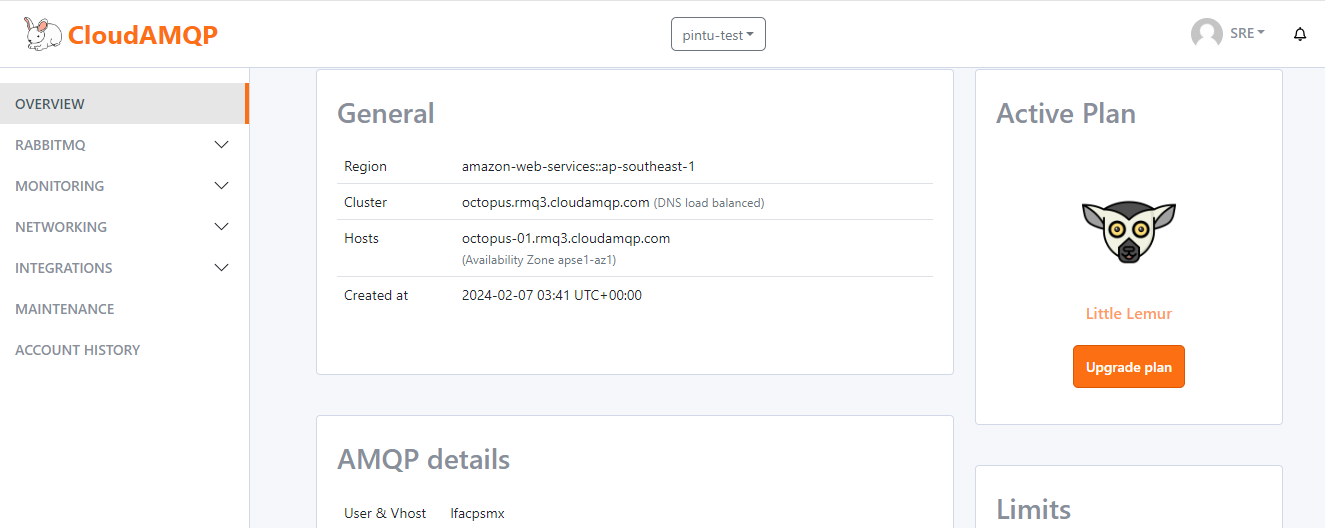 CloudAMQP
pintu-test
SRE
OVERVIEW
RABBITMQ
MONITORING
NETWORKING
INTEGRATIONS
MAINTENANCE
ACCOUNT HISTORY
General
Region amazon-web-services::ap-southeast-1
Cluster octopus.rmq3.cloudamqp.com (DNS load balanced)
Hosts octopus-01.rmq3.cloudamqp.com
(Availability Zone apse1-az1)
Created at 2024-02-07 03:41 UTC+00:00
Active Plan
Little Lemur
Upgrade plan
AMQP details
User & Vhost lfacpsmx
Limits